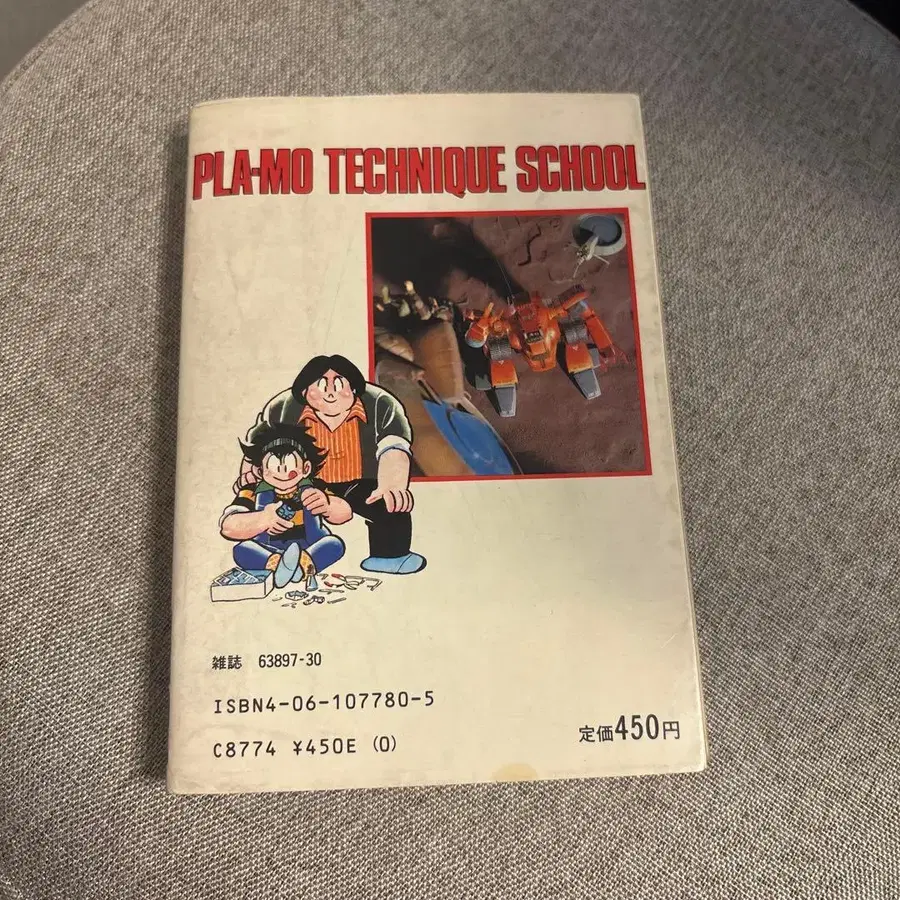 PLA-MO TECHNIQUE SCHOOL
雑誌 63897-30
ISBN4-06-107780-5
C8774 ¥450E (0)
定価450円